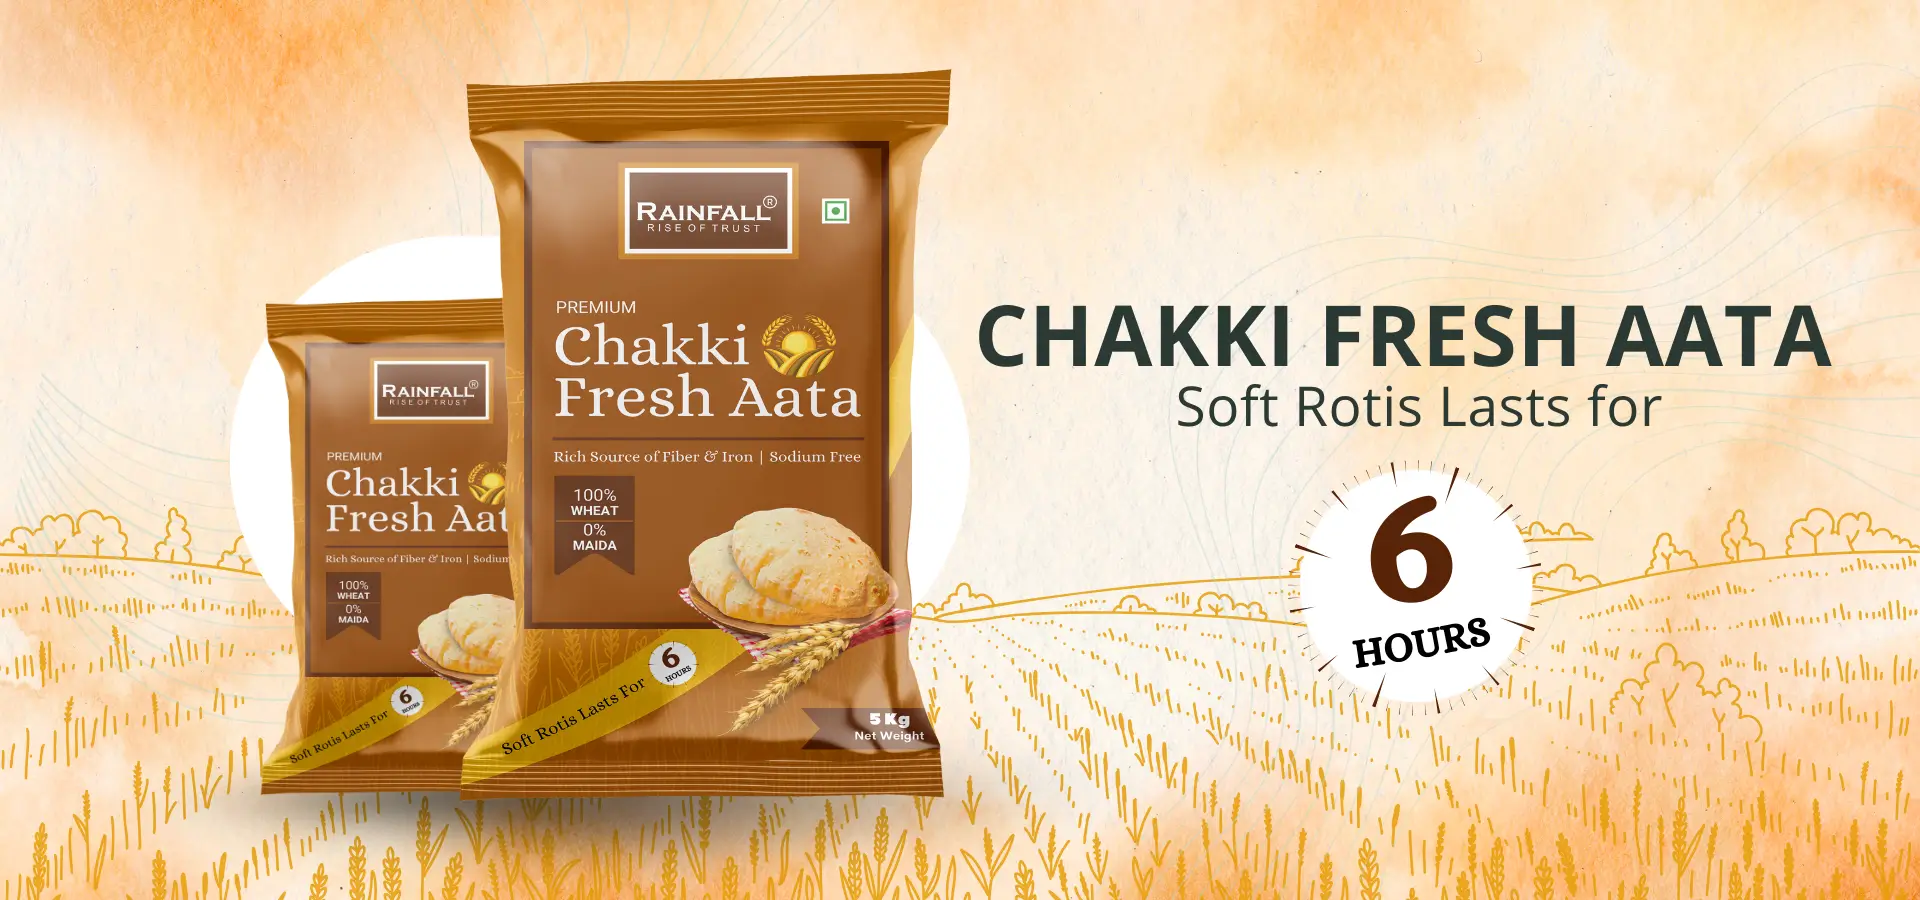 RAINFALL®
RISE OF TRUST
PREMIUM
Chakki
Fresh Aata
Rich Source of Fiber & Iron | Sodium Free
100%
WHEAT
0%
MAIDA
Soft Rotis Lasts For 6 HOURS
5 Kg
Net Weight
RAINFALL®
RISE OF TRUST
PREMIUM
Chakki
Fresh Aat
Rich Source of Fiber & Iron | Sodium
100%
WHEAT
0%
MAIDA
Soft Rotis Lasts For 6 HOURS
CHAKKI FRESH AATA
Soft Rotis Lasts for
6
HOURS